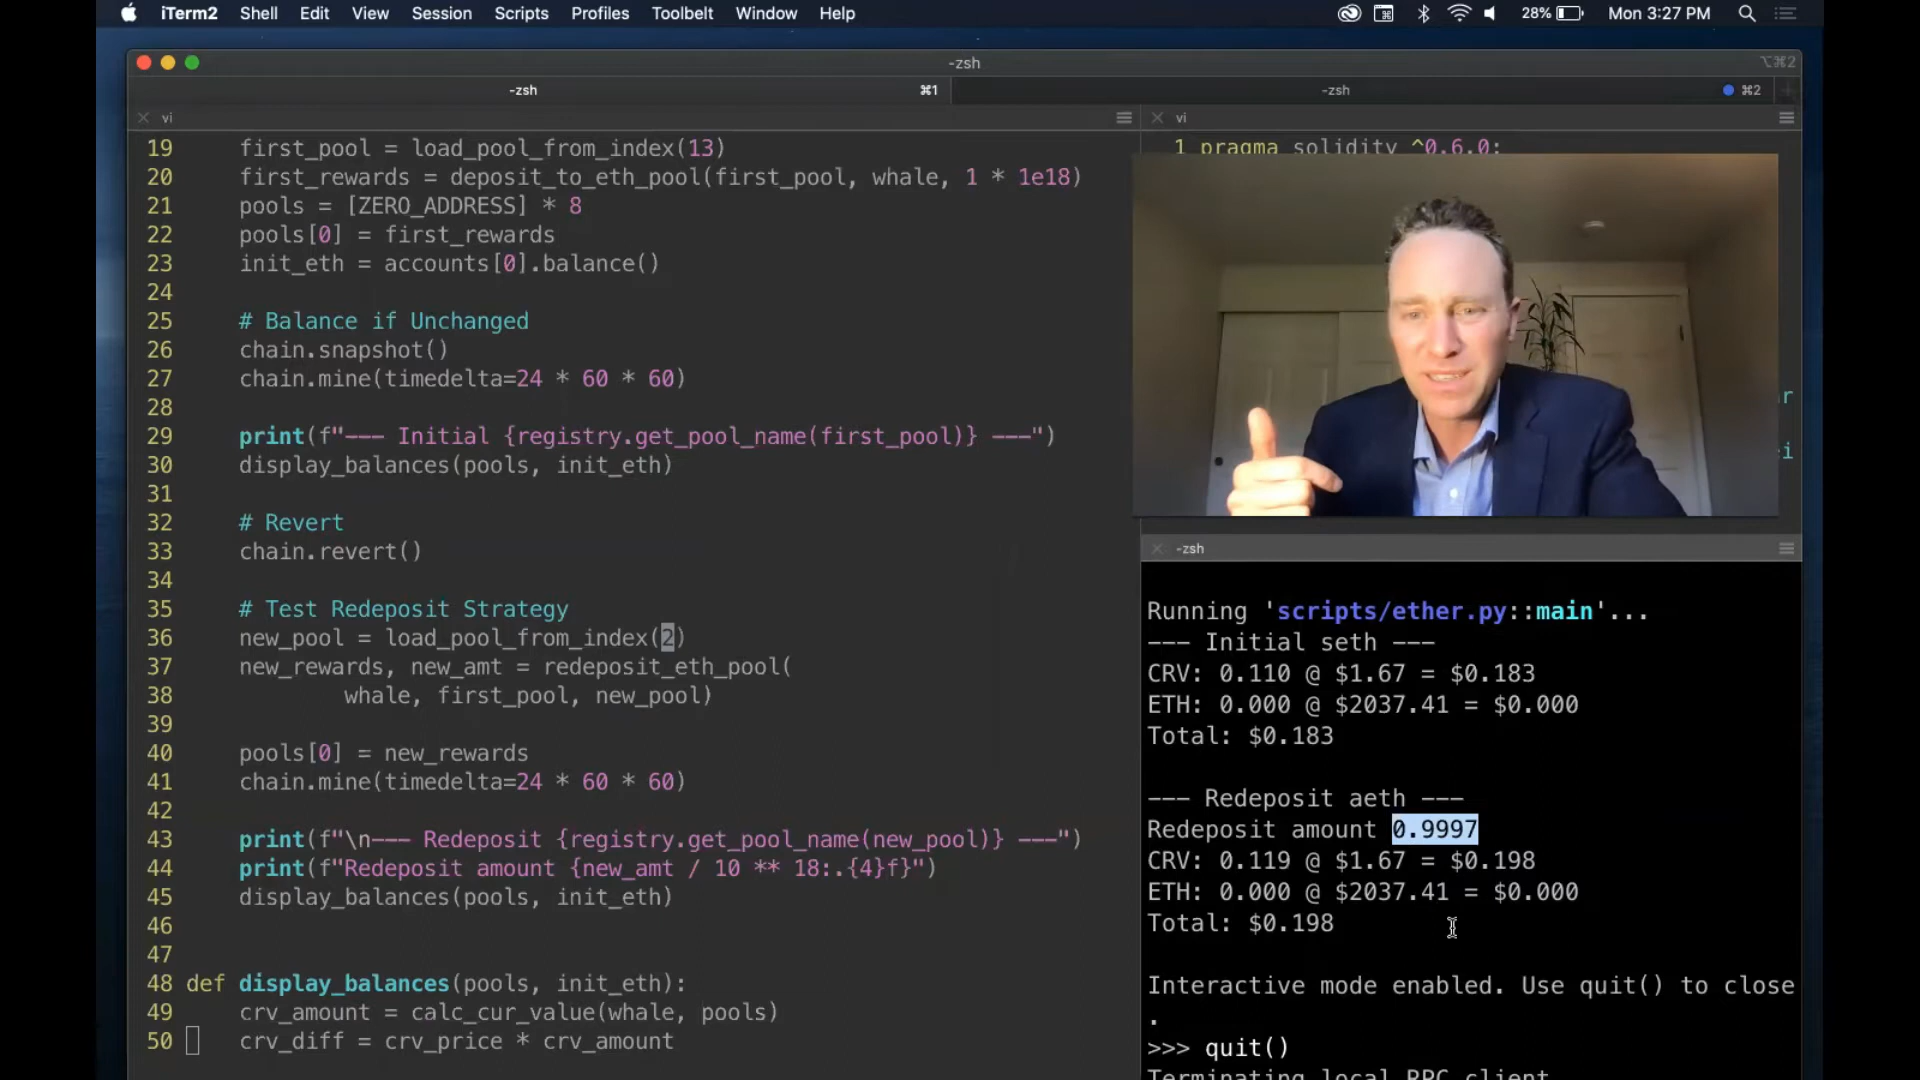 iTerm2 Shell Edit View Session Scripts Profiles Toolbelt Window Help 28% Mon 3:27 PM
-zsh ⌥⌘2
-zsh ⌘1 -zsh ⌘2
vi
19 first_pool = load_pool_from_index(13)
20 first_rewards = deposit_to_eth_pool(first_pool, whale, 1 * 1e18)
21 pools = [ZERO_ADDRESS] * 8
22 pools[0] = first_rewards
23 init_eth = accounts[0].balance()
24
25 # Balance if Unchanged
26 chain.snapshot()
27 chain.mine(timedelta=24 * 60 * 60)
28
29 print(f"--- Initial {registry.get_pool_name(first_pool)} ---")
30 display_balances(pools, init_eth)
31
32 # Revert
33 chain.revert()
34
35 # Test Redeposit Strategy
36 new_pool = load_pool_from_index(2)
37 new_rewards, new_amt = redeposit_eth_pool(
38 whale, first_pool, new_pool)
39
40 pools[0] = new_rewards
41 chain.mine(timedelta=24 * 60 * 60)
42
43 print(f"\n--- Redeposit {registry.get_pool_name(new_pool)} ---")
44 print(f"Redeposit amount {new_amt / 10 ** 18:.{4}f}")
45 display_balances(pools, init_eth)
46
47
48 def display_balances(pools, init_eth):
49 crv_amount = calc_cur_value(whale, pools)
50 crv_diff = crv_price * crv_amount
vi
1 pragma solidity ^0.6.0;
r
ei
-zsh
Running 'scripts/ether.py::main'...
--- Initial seth ---
CRV: 0.110 @ $1.67 = $0.183
ETH: 0.000 @ $2037.41 = $0.000
Total: $0.183
--- Redeposit aeth ---
Redeposit amount 0.9997
CRV: 0.119 @ $1.67 = $0.198
ETH: 0.000 @ $2037.41 = $0.000
Total: $0.198
Interactive mode enabled. Use quit() to close
.
>>> quit()
Terminating local RPC client